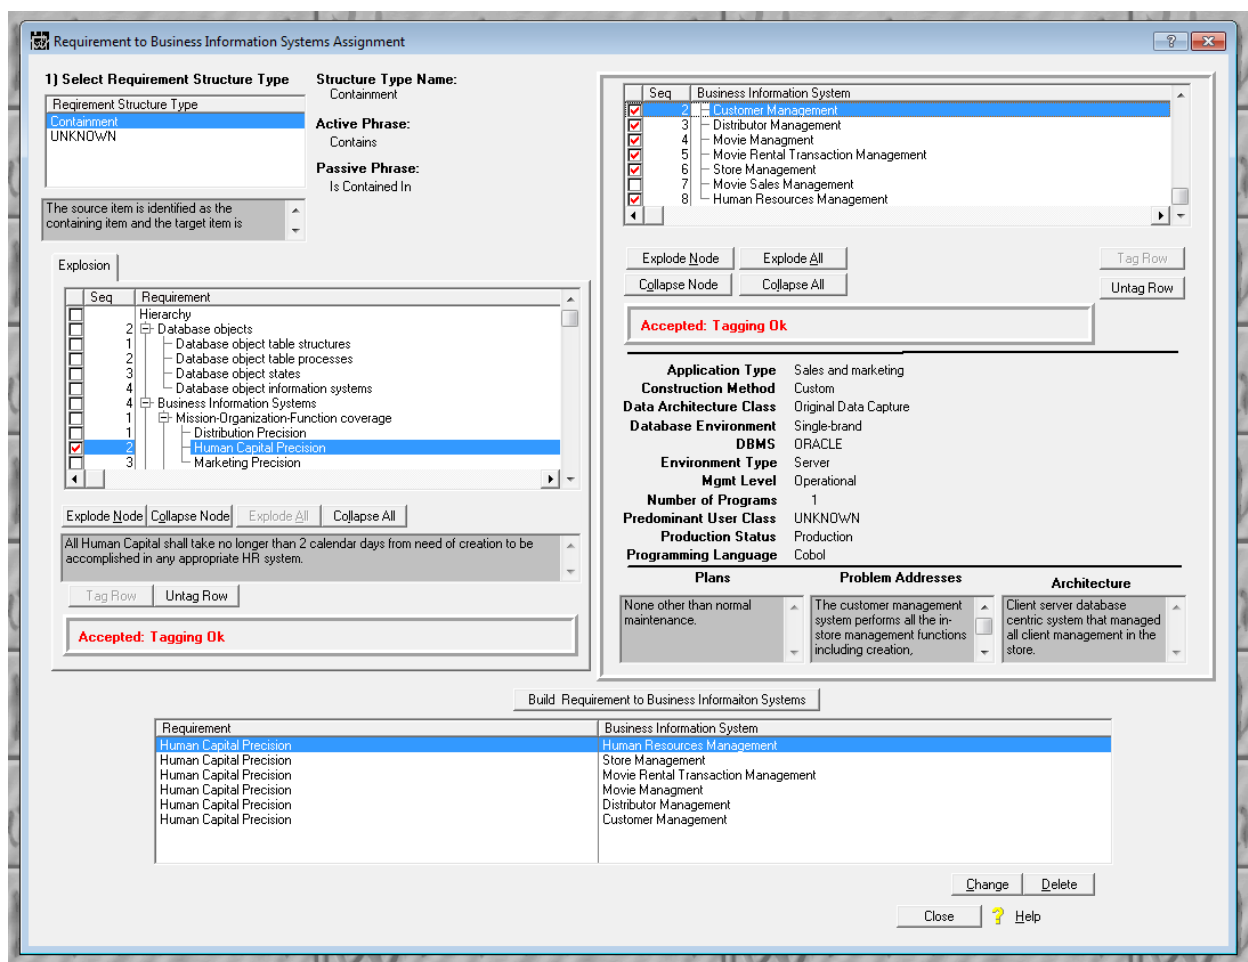 Requirement to Business Information Systems Assignment
1) Select Requirement Structure Type
Reqirement Structure Type
Containment
UNKNOWN
The source item is identified as the
containing item and the target item is
Structure Type Name:
Containment
Active Phrase:
Contains
Passive Phrase:
Is Contained In
Explosion
Seq Requirement
Hierarchy
2 Database objects
1 Database object table structures
2 Database object table processes
3 Database object states
4 Database object information systems
4 Business Information Systems
1 Mission-Organization-Function coverage
1 Distribution Precision
2 Human Capital Precision
3 Marketing Precision
Explode Node Collapse Node Explode All Collapse All
All Human Capital shall take no longer than 2 calendar days from need of creation to be
accomplished in any appropriate HR system.
Tag Row Untag Row
Accepted: Tagging Ok
Seq Business Information System
2 Customer Management
3 Distributor Management
4 Movie Managment
5 Movie Rental Transaction Management
6 Store Management
7 Movie Sales Management
8 Human Resources Management
Explode Node Explode All Tag Row
Collapse Node Collapse All Untag Row
Accepted: Tagging Ok
Application Type Sales and marketing
Construction Method Custom
Data Architecture Class Original Data Capture
Database Environment Single-brand
DBMS ORACLE
Environment Type Server
Mgmt Level Operational
Number of Programs 1
Predominant User Class UNKNOWN
Production Status Production
Programming Language Cobol
Plans
None other than normal
maintenance.
Problem Addresses
The customer management
system performs all the in-
store management functions
including creation,
Architecture
Client server database
centric system that managed
all client management in the
store.
Build Requirement to Business Informaiton Systems
Requirement Business Information System
Human Capital Precision Human Resources Management
Human Capital Precision Store Management
Human Capital Precision Movie Rental Transaction Management
Human Capital Precision Movie Managment
Human Capital Precision Distributor Management
Human Capital Precision Customer Management
Change Delete
Close ? Help